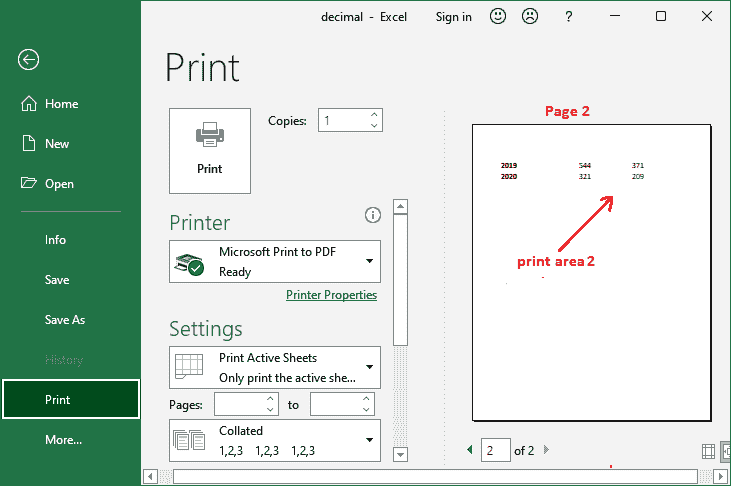 decimal - Excel
Sign in
?
Home
New
Open
Info
Save
Save As
History
Print
More...
Print
Print
Copies: 1
Printer
Microsoft Print to PDF
Ready
Printer Properties
Settings
Print Active Sheets
Only print the active she...
Pages: to
Collated
1,2,3 1,2,3 1,2,3
Page 2
2019 544 371
2020 321 209
print area 2
2 of 2